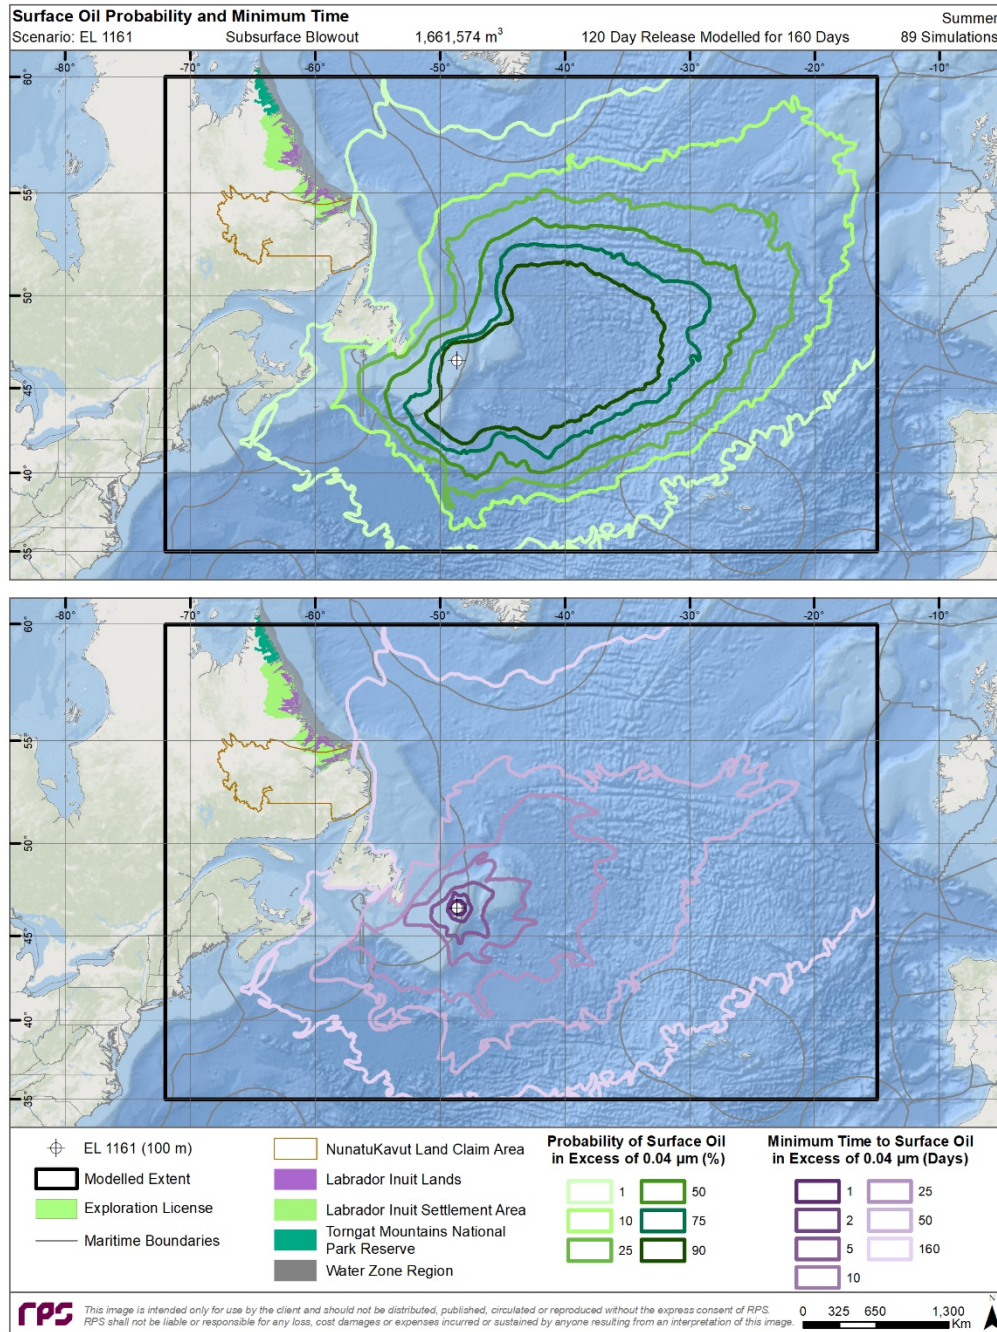 Surface Oil Probability and Minimum Time
Summer
Scenario: EL 1161
Subsurface Blowout
1,661,574 m³
120 Day Release Modelled for 160 Days
89 Simulations
-80° -70° -60° -50° -40° -30° -20° -10°
60°
55°
50°
45°
40°
35°
-80° -70° -60° -50° -40° -30° -20° -10°
60°
55°
50°
45°
40°
35°
EL 1161 (100 m)
Modelled Extent
Exploration License
Maritime Boundaries
NunatuKavut Land Claim Area
Labrador Inuit Lands
Labrador Inuit Settlement Area
Torngat Mountains National
Park Reserve
Water Zone Region
Probability of Surface Oil
in Excess of 0.04 µm (%)
1 50
10 75
25 90
Minimum Time to Surface Oil
in Excess of 0.04 µm (Days)
1 25
2 50
5 160
10
rps
This image is intended only for use by the client and should not be distributed, published, circulated or reproduced without the express consent of RPS.
RPS shall not be liable or responsible for any loss, cost damages or expenses incurred or sustained by anyone resulting from an interpretation of this image.
0 325 650 1,300
Km
N